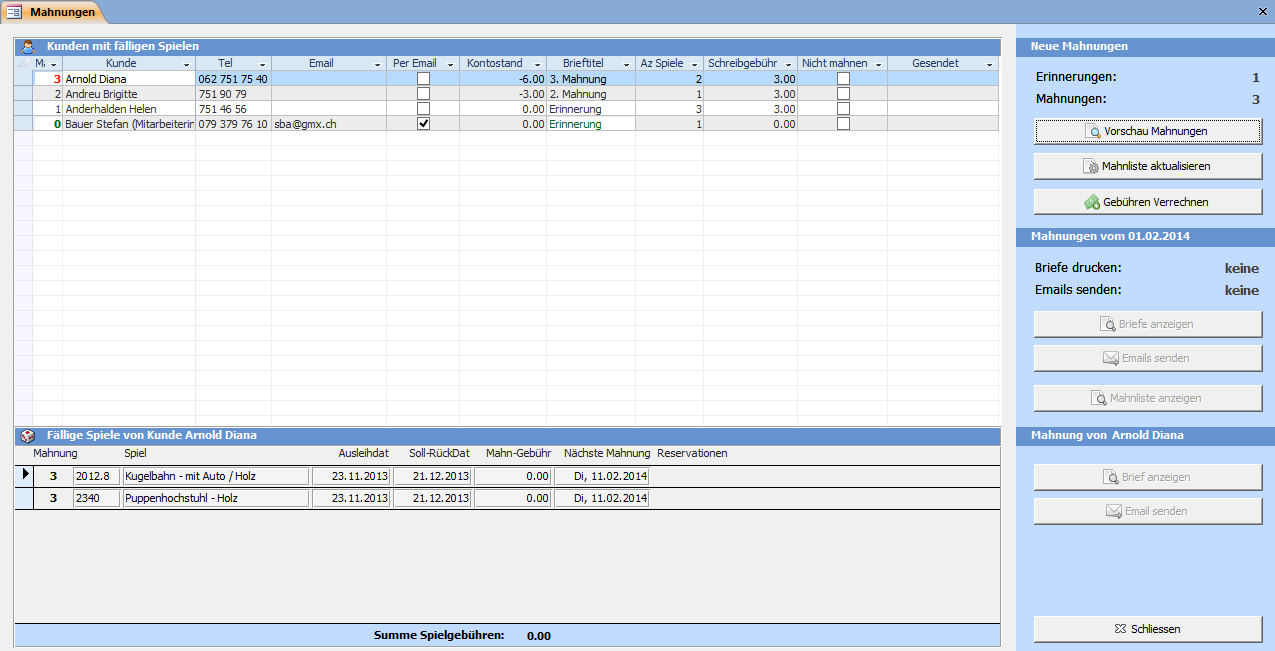 Mahnungen
Kunden mit fälligen Spielen
Ma Kunde Tel Email Per Email Kontostand Brieftitel Az Spiele Schreibgebühr Nicht mahnen Gesendet
3 Arnold Diana 062 751 75 40 -6.00 3. Mahnung 2 3.00
2 Andreu Brigitte 751 90 79 -3.00 2. Mahnung 1 3.00
1 Anderhalden Helen 751 46 56 0.00 Erinnerung 3 3.00
0 Bauer Stefan (Mitarbeiterin 079 379 76 10 sba@gmx.ch 0.00 Erinnerung 1 0.00
Fällige Spiele von Kunde Arnold Diana
Mahnung Spiel Ausleihdat Soll-RückDat Mahn-Gebühr Nächste Mahnung Reservationen
3 2012.8 Kugelbahn - mit Auto / Holz 23.11.2013 21.12.2013 0.00 Di, 11.02.2014
3 2340 Puppenhochstuhl - Holz 23.11.2013 21.12.2013 0.00 Di, 11.02.2014
Summe Spielgebühren: 0.00
Neue Mahnungen
Erinnerungen: 1
Mahnungen: 3
Vorschau Mahnungen
Mahnliste aktualisieren
Gebühren Verrechnen
Mahnungen vom 01.02.2014
Briefe drucken: keine
Emails senden: keine
Briefe anzeigen
Emails senden
Mahnliste anzeigen
Mahnung von Arnold Diana
Brief anzeigen
Email senden
Schliessen